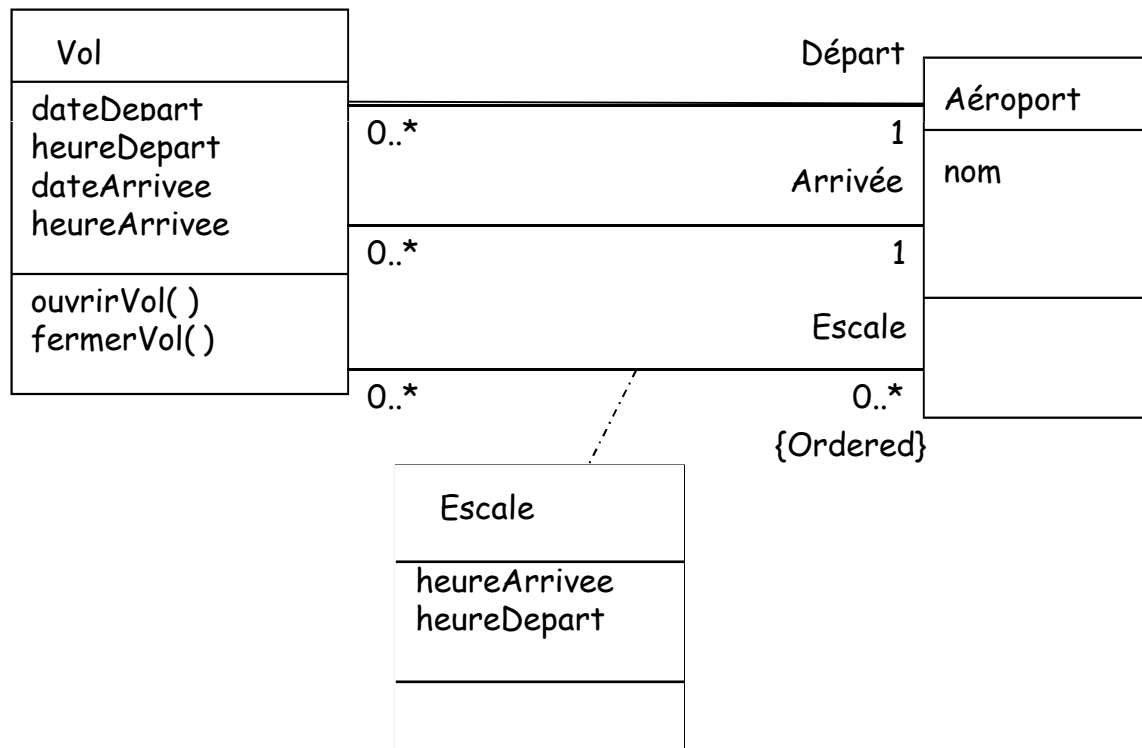 Vol
dateDepart
heureDepart
dateArrivee
heureArrivee
ouvrirVol( )
fermerVol( )
Départ
0..*
1
Arrivée
0..*
1
Escale
0..*
0..*
{Ordered}
Aéroport
nom
Escale
heureArrivee
heureDepart